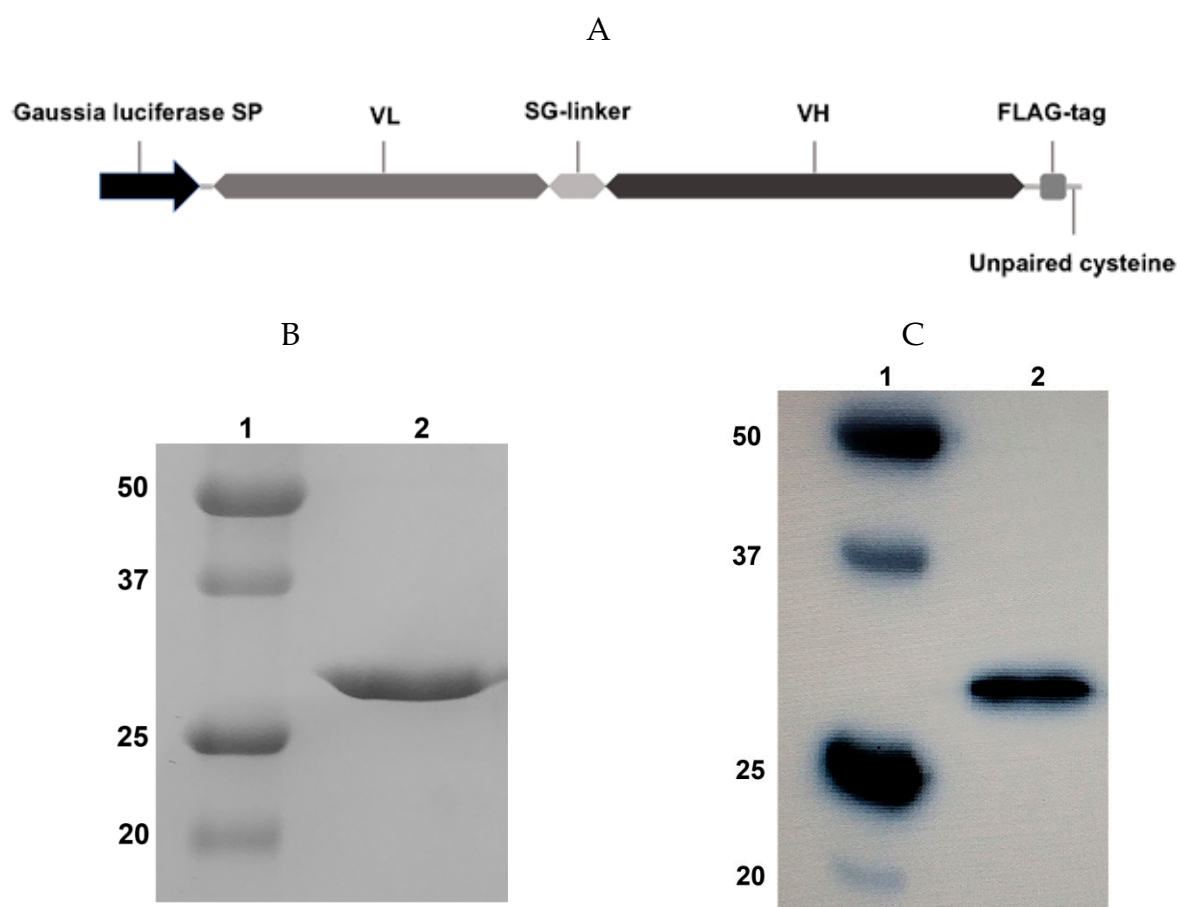 A
Gaussia luciferase SP
VL
SG-linker
VH
FLAG-tag
Unpaired cysteine
B
1 2
50
37
25
20
C
1 2
50
37
25
20